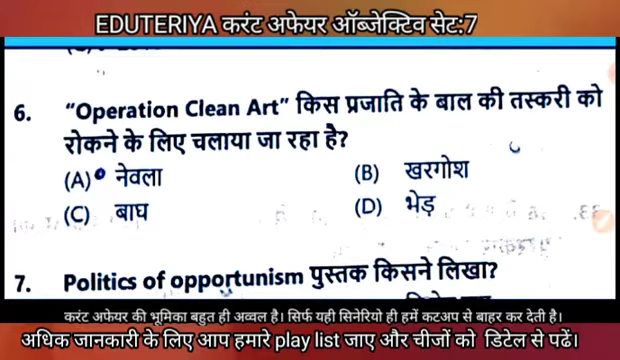 EDUTERIYA करंट अफेयर ऑब्जेक्टिव सेट:7
6. "Operation Clean Art" किस प्रजाति के बाल की तस्करी को
रोकने के लिए चलाया जा रहा है?
(A) नेवला (B) खरगोश
(C) बाघ (D) भेड़
7. Politics of opportunism पुस्तक किसने लिखा?
करंट अफेयर की भूमिका बहुत ही अव्वल है। सिर्फ यही सिनेरियो ही हमें कटअप से बाहर कर देती है।
अधिक जानकारी के लिए आप हमारे play list जाए और चीजों को डिटेल से पढें।